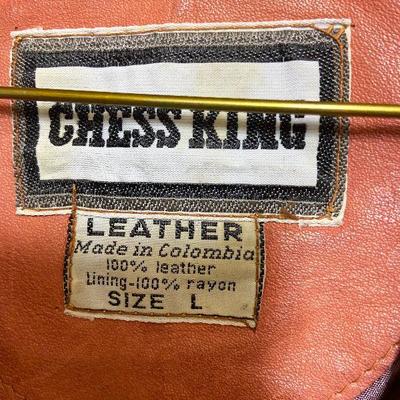 CHESS KING
LEATHER
Made in Colombia
100% leather
Lining-100% rayon
SIZE L